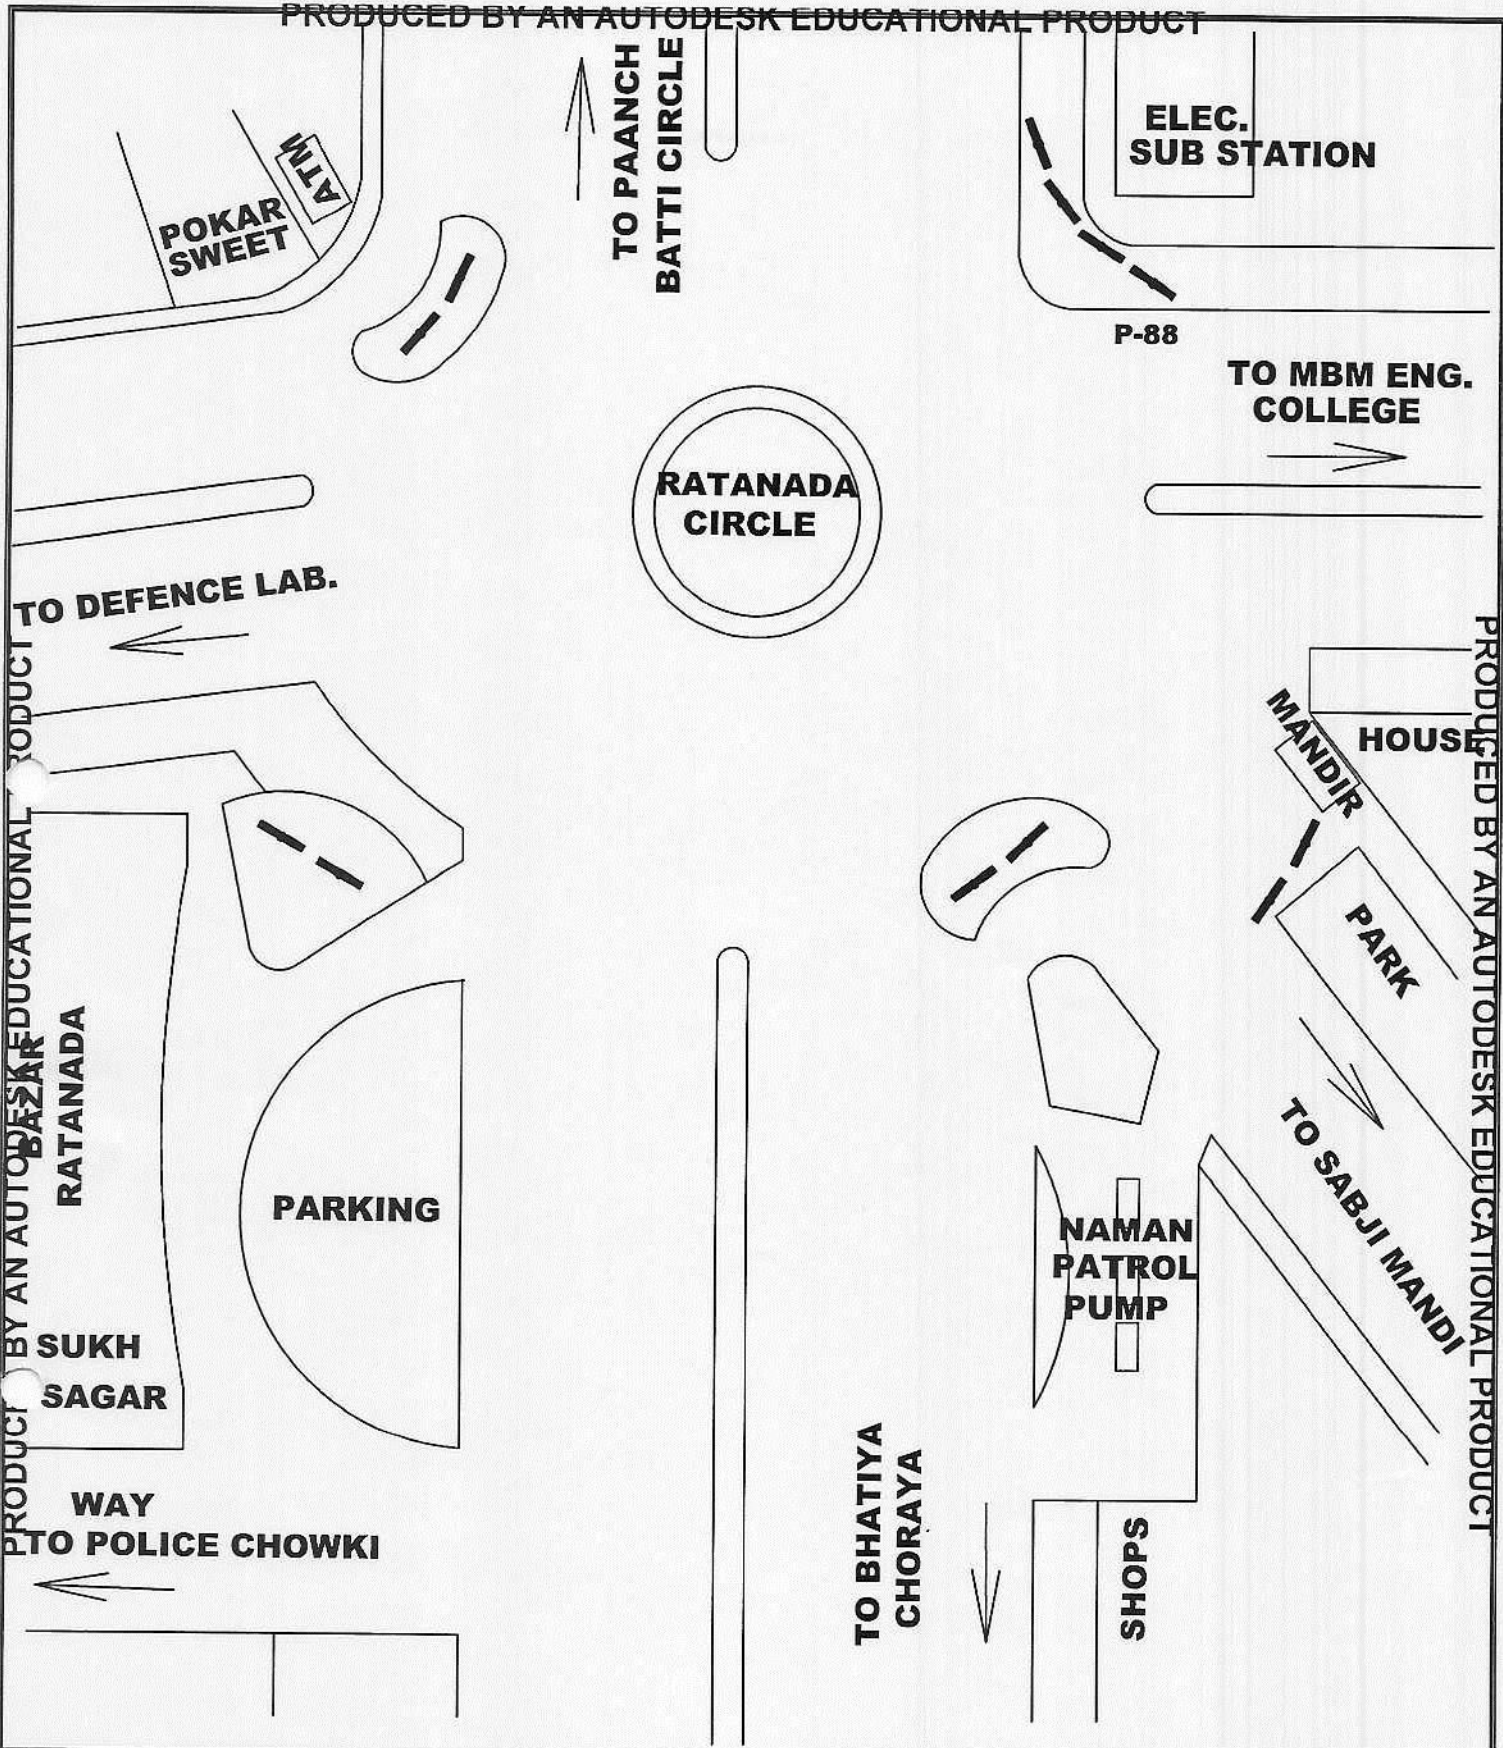 PRODUCED BY AN AUTODESK EDUCATIONAL PRODUCT
TO PAANCH
BATTI CIRCLE
ELEC.
SUB STATION
ATM
POKAR
SWEET
P-88
TO MBM ENG.
COLLEGE
RATANADA
CIRCLE
TO DEFENCE LAB.
MANDIR
HOUSE
PARK
BAZAR
RATANADA
PARKING
NAMAN
PATROL
PUMP
TO SABJI MANDI
SUKH
SAGAR
WAY
TO POLICE CHOWKI
TO BHATIYA
CHORAYA
SHOPS
PRODUCED BY AN AUTODESK EDUCATIONAL PRODUCT
PRODUC BY AN AUTODESK EDUCATIONAL RODUCT